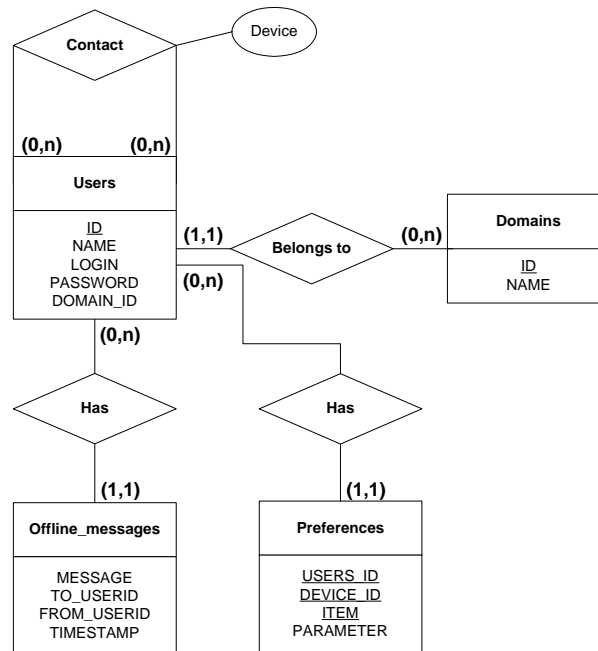 Contact
Device
(0,n)
(0,n)
Users
ID
NAME
LOGIN
PASSWORD
DOMAIN_ID
(1,1)
Belongs to
(0,n)
Domains
ID
NAME
(0,n)
(0,n)
Has
Has
(1,1)
(1,1)
Offline_messages
MESSAGE
TO_USERID
FROM_USERID
TIMESTAMP
Preferences
USERS_ID
DEVICE_ID
ITEM
PARAMETER